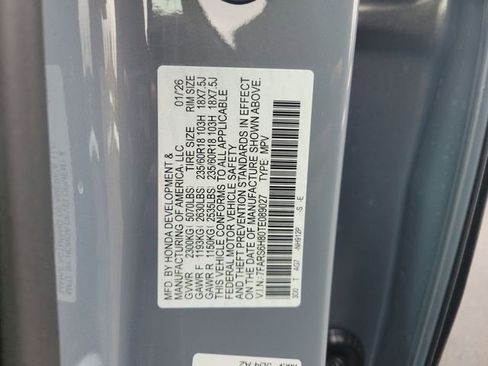 MFD. BY HONDA DEVELOPMENT & 01/26
MANUFACTURING OF AMERICA, LLC
GVWR 2300KG( 5070LBS) TIRE SIZE RIM SIZE
GAWR F 1193KG( 2630LBS) 235/60R18 103H 18X7.5J
GAWR R 1150KG( 2535LBS) 235/60R18 103H 18X7.5J
THIS VEHICLE CONFORMS TO ALL APPLICABLE
FEDERAL MOTOR VEHICLE SAFETY
AND THEFT PREVENTION STANDARDS IN EFFECT
ON THE DATE OF MANUFACTURE SHOWN ABOVE.
V.I.N.:7FARS6H80TE089027 TYPE: MPV
3D0 T AG7 -NH912P -S -E